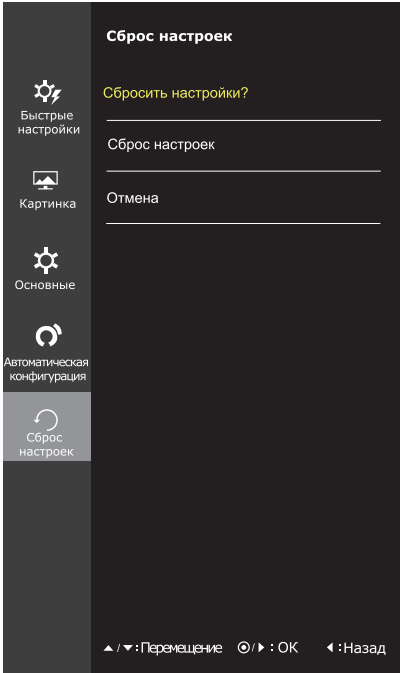 Сброс настроек
Сбросить настройки?
Сброс настроек
Отмена
Быстрые
настройки
Картинка
Основные
Автоматическая
конфигурация
Сброс
настроек
▲/▼:Перемещение ⦿/▶:OK ◀:Назад